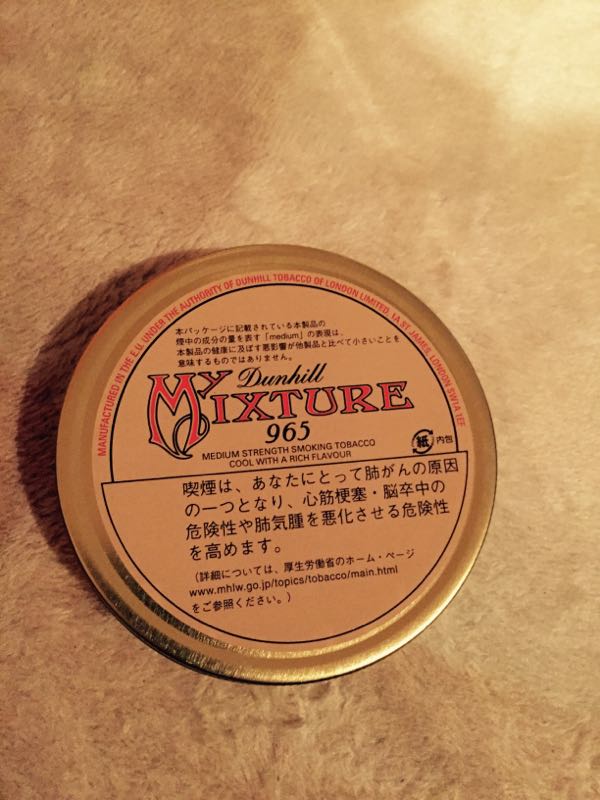 MANUFACTURED IN THE E.U. UNDER THE AUTHORITY OF DUNHILL TOBACCO OF LONDON LIMITED, 1A ST. JAMES, LONDON SW1A 1EF
本パッケージに記載されている本製品の
煙中の成分の量を表す「medium」の表現は、
本製品の健康に及ぼす悪影響が他製品と比べて小さいことを
意味するものではありません。
MY Dunhill
MIXTURE
965
MEDIUM STRENGTH SMOKING TOBACCO
COOL WITH A RICH FLAVOUR
紙 内包
喫煙は、あなたにとって肺がんの原因
の一つとなり、心筋梗塞・脳卒中の
危険性や肺気腫を悪化させる危険性
を高めます。
（詳細については、厚生労働省のホーム・ページ
www.mhlw.go.jp/topics/tobacco/main.html
をご参照ください。）